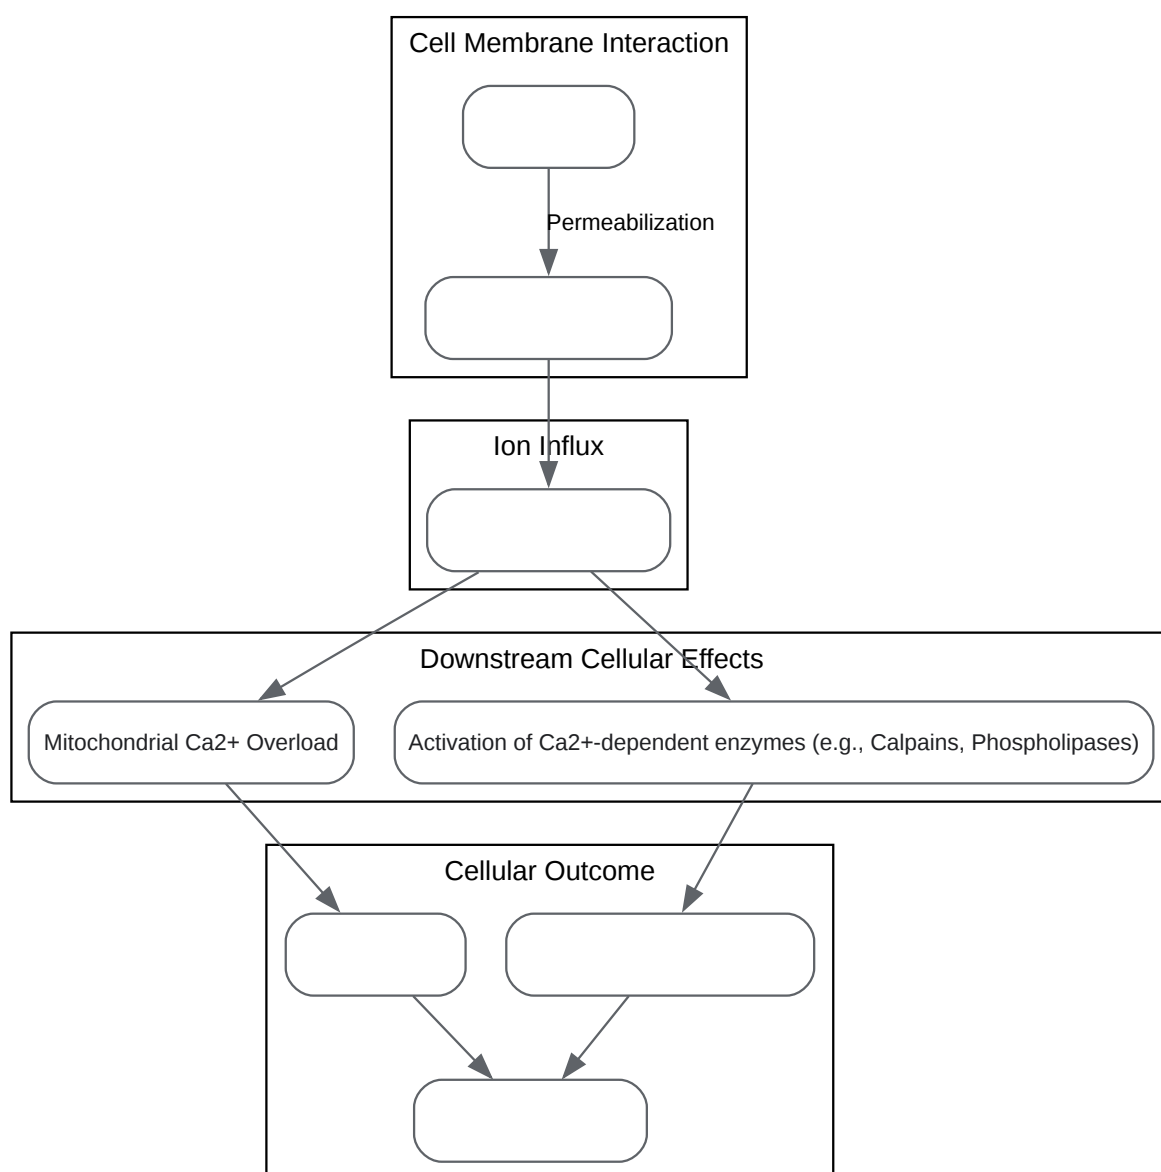 Cell Membrane Interaction
Permeabilization
Ion Influx
Downstream Cellular Effects
Mitochondrial Ca2+ Overload
Activation of Ca2+-dependent enzymes (e.g., Calpains, Phospholipases)
Cellular Outcome